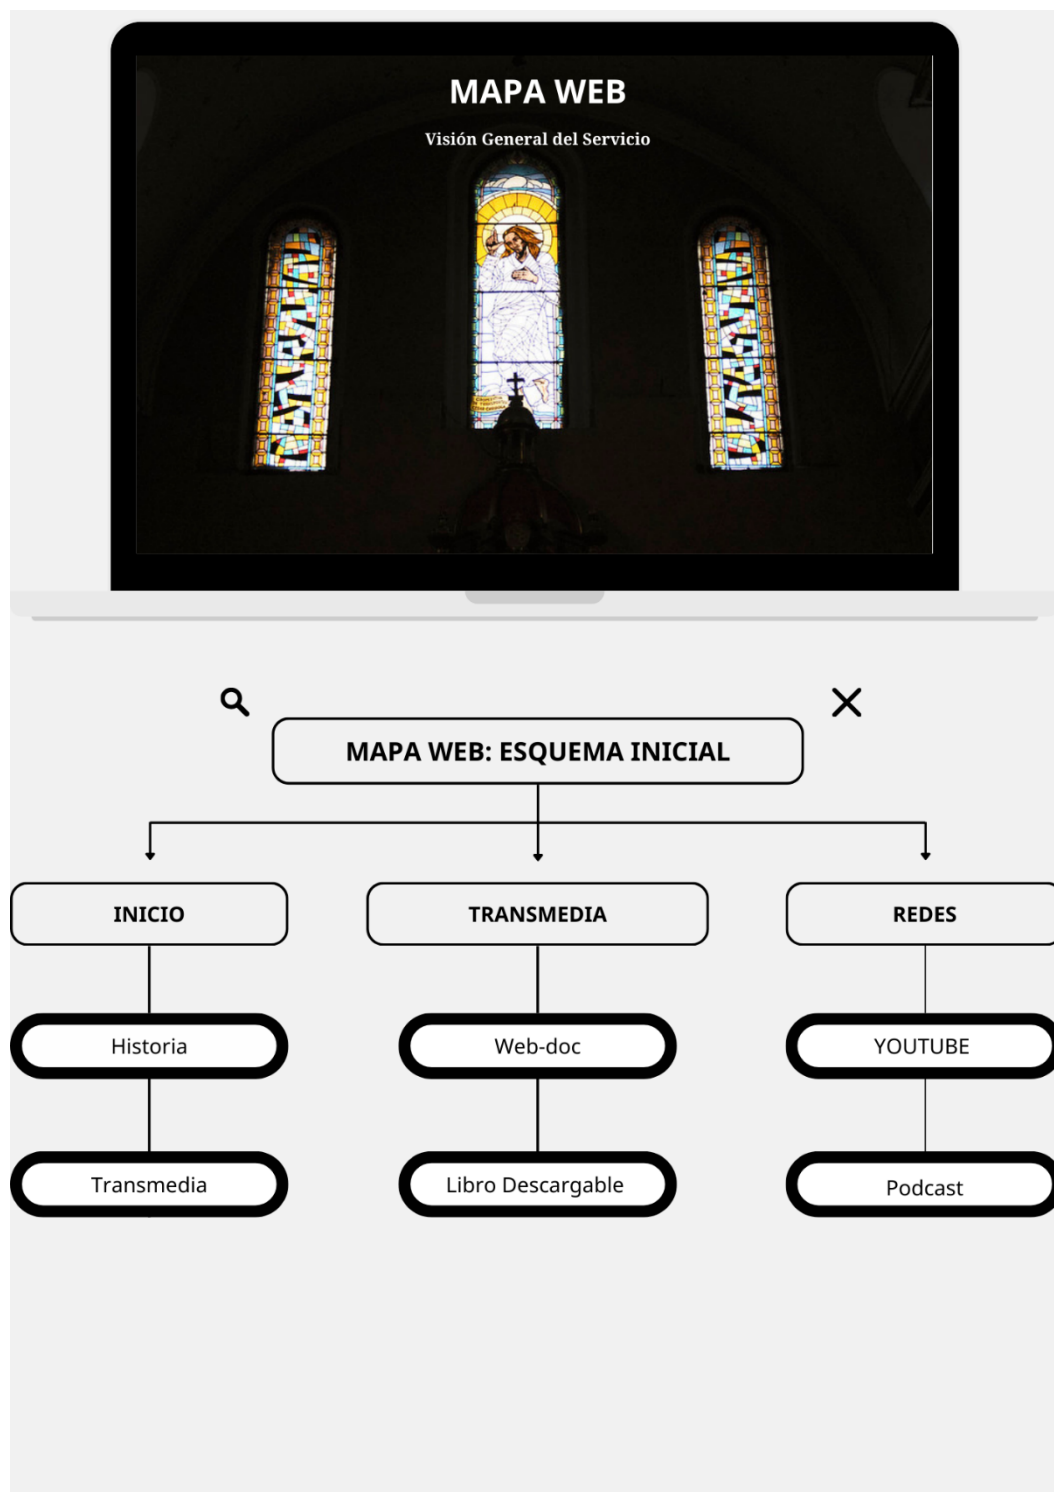 MAPA WEB
Visión General del Servicio
MAPA WEB: ESQUEMA INICIAL
INICIO
TRANSMEDIA
REDES
Historia
Web-doc
YOUTUBE
Transmedia
Libro Descargable
Podcast